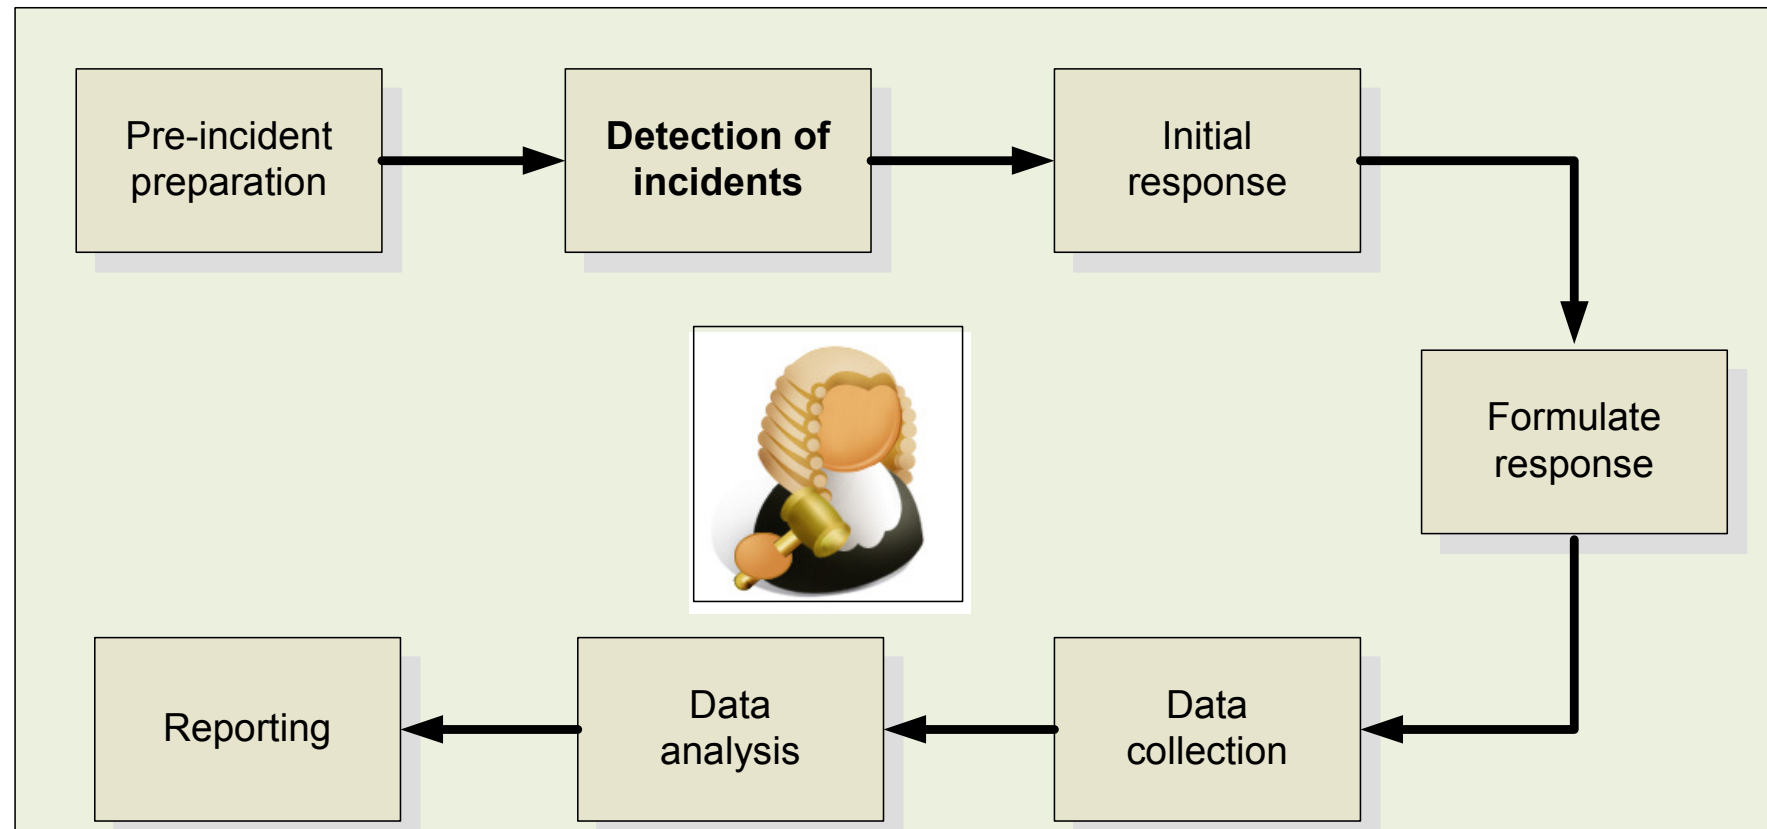 Pre-incident
preparation
Detection of
incidents
Initial
response
Formulate
response
Data
collection
Data
analysis
Reporting